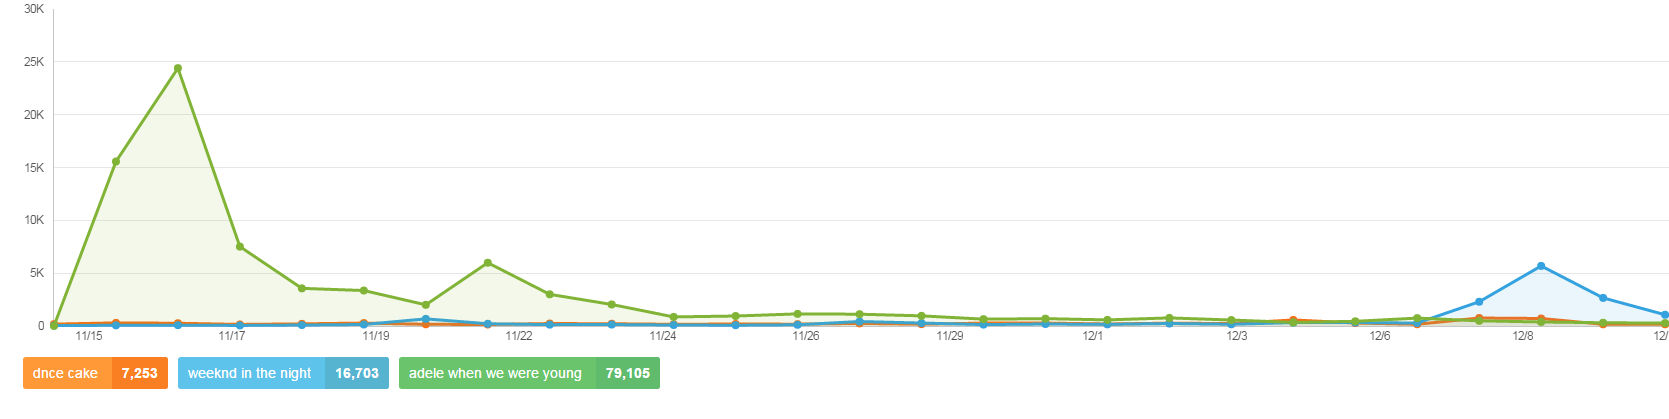 30K
25K
20K
15K
10K
5K
0
11/15 11/17 11/19 11/22 11/24 11/26 11/29 12/1 12/3 12/6 12/8 12/
dnce cake 7,253 weeknd in the night 16,703 adele when we were young 79,105